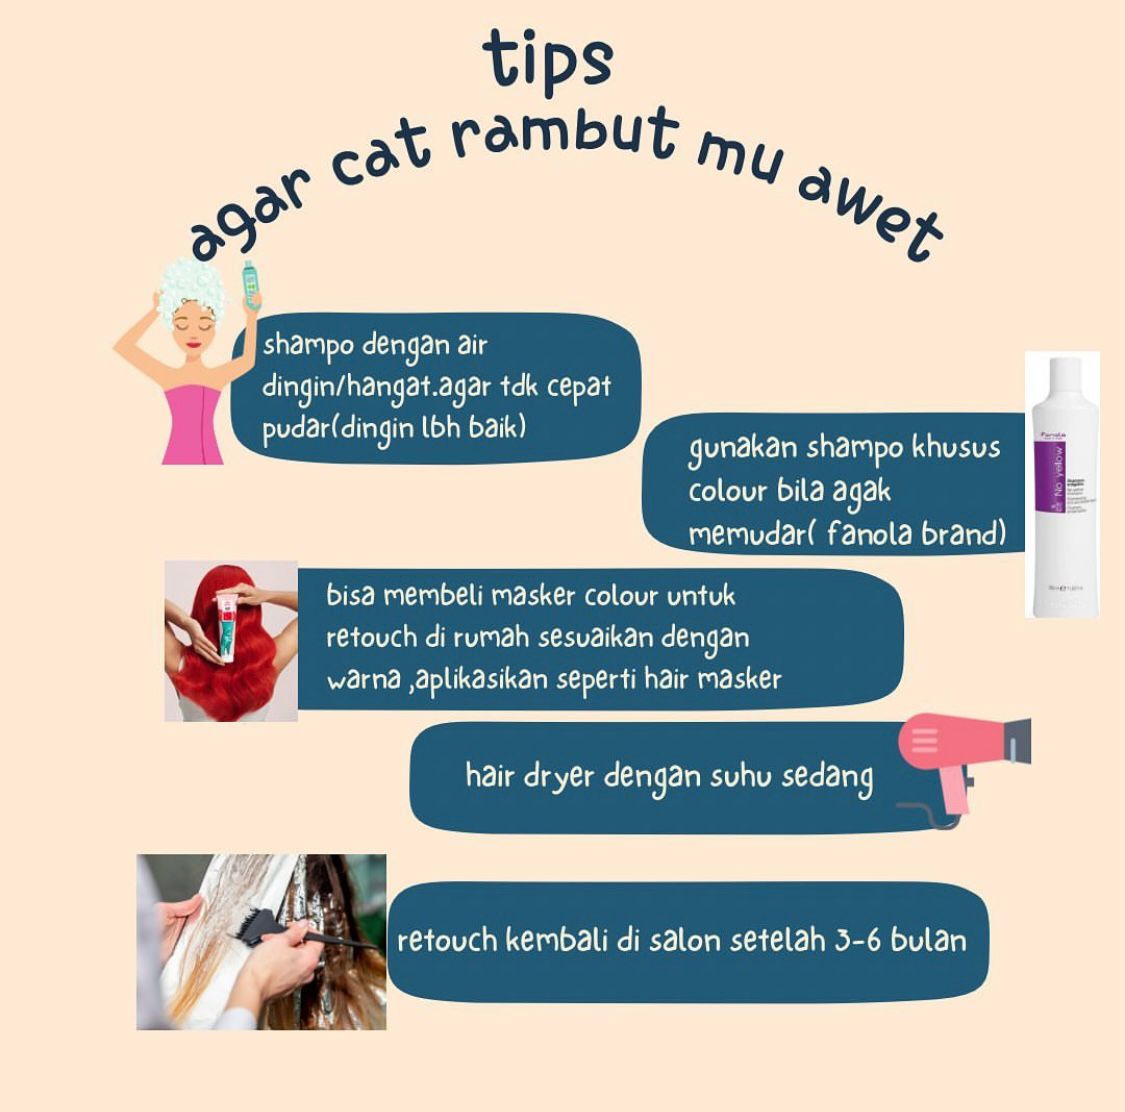 tips
agar cat rambut mu awet
shampo dengan air
dingin/hangat.agar tdk cepat
pudar(dingin lbh baik)
gunakan shampo khusus
colour bila agak
memudar( fanola brand)
Fanola
No yellow
bisa membeli masker colour untuk
retouch di rumah sesuaikan dengan
warna ,aplikasikan seperti hair masker
hair dryer dengan suhu sedang
retouch kembali di salon setelah 3-6 bulan